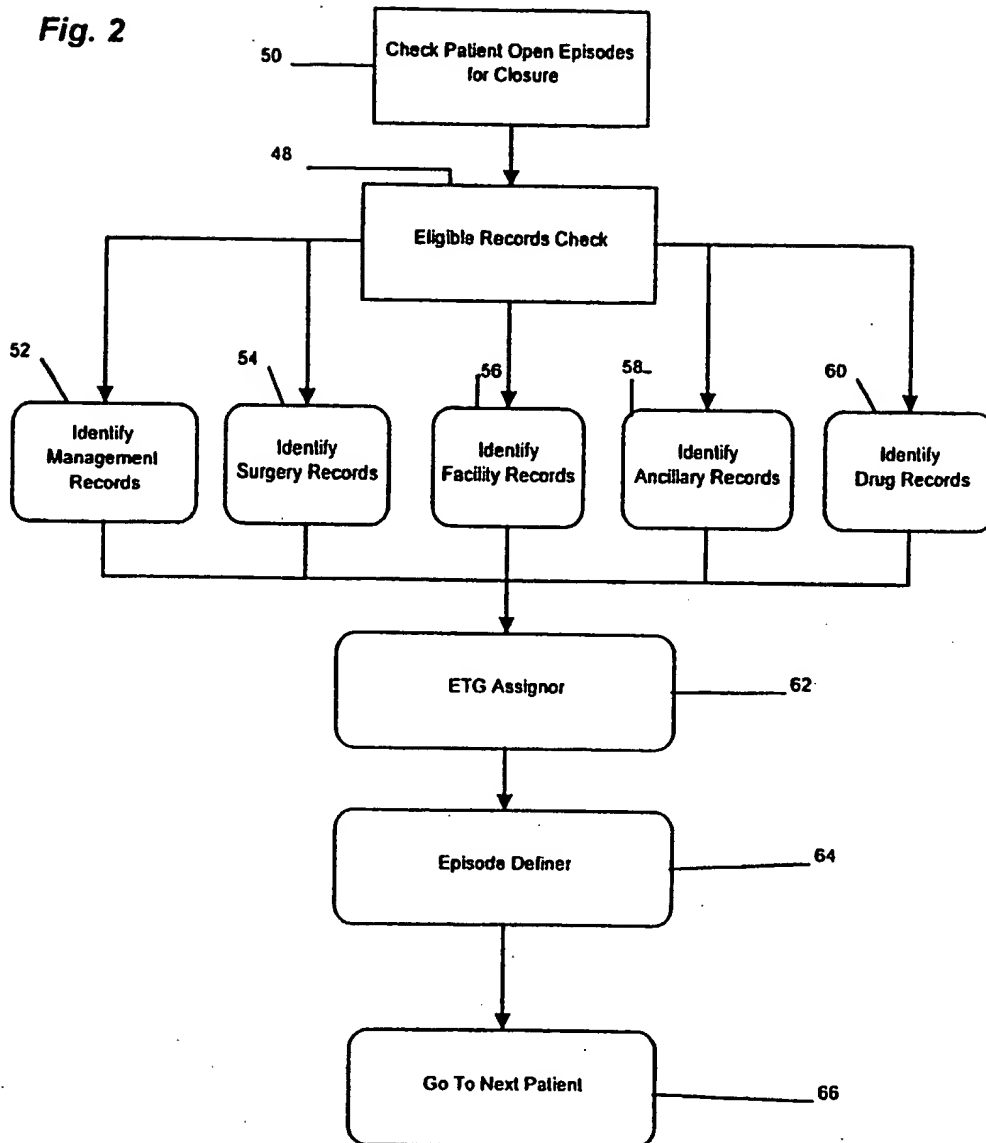 Fig. 2
50
Check Patient Open Episodes
for Closure
48
Eligible Records Check
52
54
56
58
60
Identify
Management
Records
Identify
Surgery Records
Identify
Facility Records
Identify
Ancillary Records
Identify
Drug Records
ETG Assignor
62
Episode Definer
64
Go To Next Patient
66